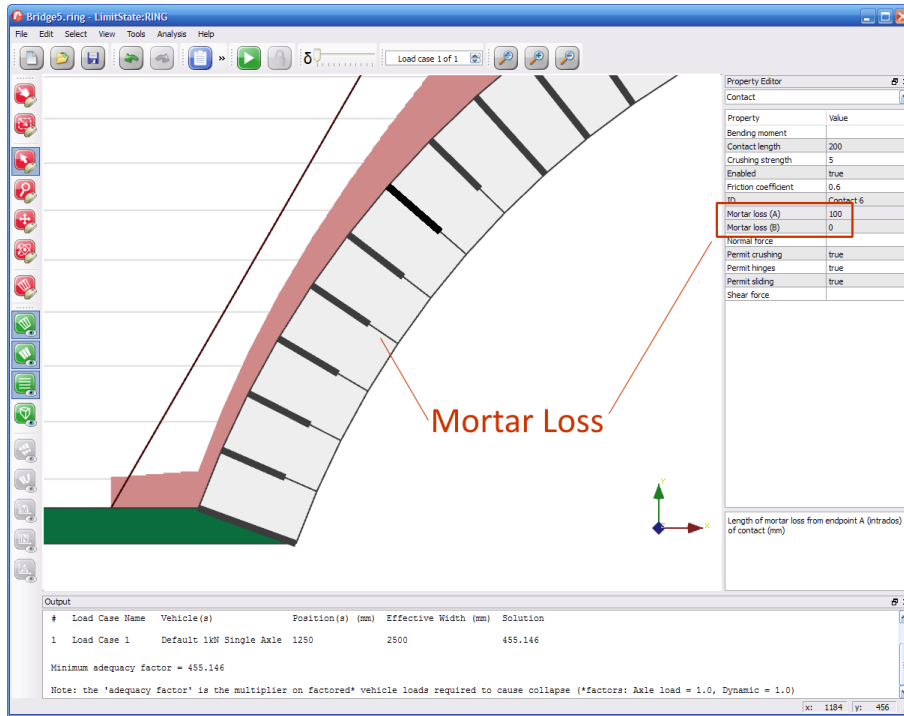 Bridge5.ring - LimitState:RING
File Edit Select View Tools Analysis Help
» δ Load case 1 of 1
Property Editor
Contact
Property Value
Bending moment
Contact length 200
Crushing strength 5
Enabled true
Friction coefficient 0.6
ID Contact 6
Mortar loss (A) 100
Mortar loss (B) 0
Normal force
Permit crushing true
Permit hinges true
Permit sliding true
Shear force
Mortar Loss
Y
X
Length of mortar loss from endpoint A (intrados)
of contact (mm)
Output
# Load Case Name Vehicle(s) Position(s) (mm) Effective Width (mm) Solution
1 Load Case 1 Default 1kN Single Axle 1250 2500 455.146
Minimum adequacy factor = 455.146
Note: the 'adequacy factor' is the multiplier on factored* vehicle loads required to cause collapse (*factors: Axle load = 1.0, Dynamic = 1.0)
x: 1184 y: 456